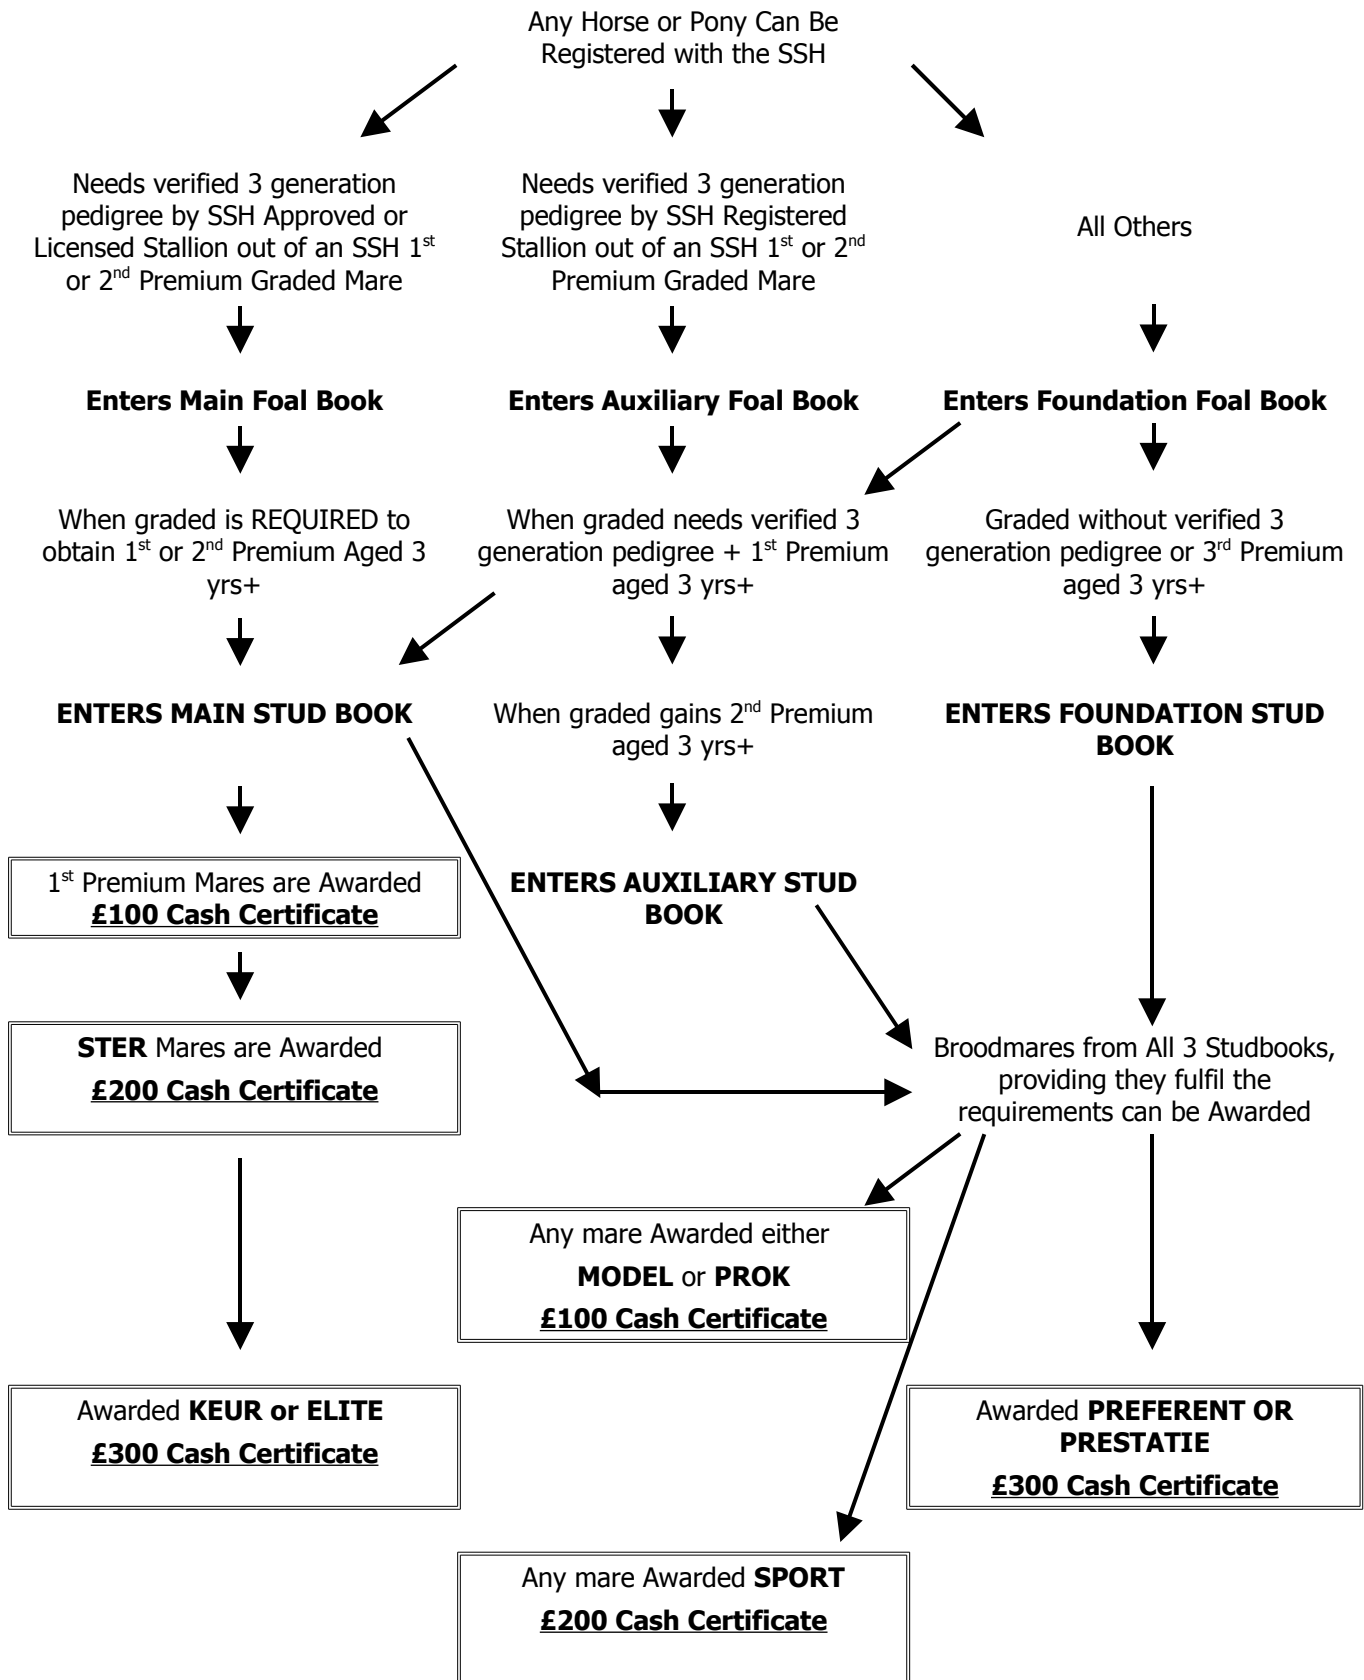 Any Horse or Pony Can Be
Registered with the SSH
Needs verified 3 generation
pedigree by SSH Approved or
Licensed Stallion out of an SSH 1st
or 2nd Premium Graded Mare
Needs verified 3 generation
pedigree by SSH Registered
Stallion out of an SSH 1st or 2nd
Premium Graded Mare
All Others
Enters Main Foal Book
Enters Auxiliary Foal Book
Enters Foundation Foal Book
When graded is REQUIRED to
obtain 1st or 2nd Premium Aged 3
yrs+
When graded needs verified 3
generation pedigree + 1st Premium
aged 3 yrs+
Graded without verified 3
generation pedigree or 3rd Premium
aged 3 yrs+
ENTERS MAIN STUD BOOK
When graded gains 2nd Premium
aged 3 yrs+
ENTERS FOUNDATION STUD
BOOK
1st Premium Mares are Awarded
£100 Cash Certificate
ENTERS AUXILIARY STUD
BOOK
STER Mares are Awarded
£200 Cash Certificate
Broodmares from All 3 Studbooks,
providing they fulfil the
requirements can be Awarded
Any mare Awarded either
MODEL or PROK
£100 Cash Certificate
Awarded KEUR or ELITE
£300 Cash Certificate
Awarded PREFERENT OR
PRESTATIE
£300 Cash Certificate
Any mare Awarded SPORT
£200 Cash Certificate